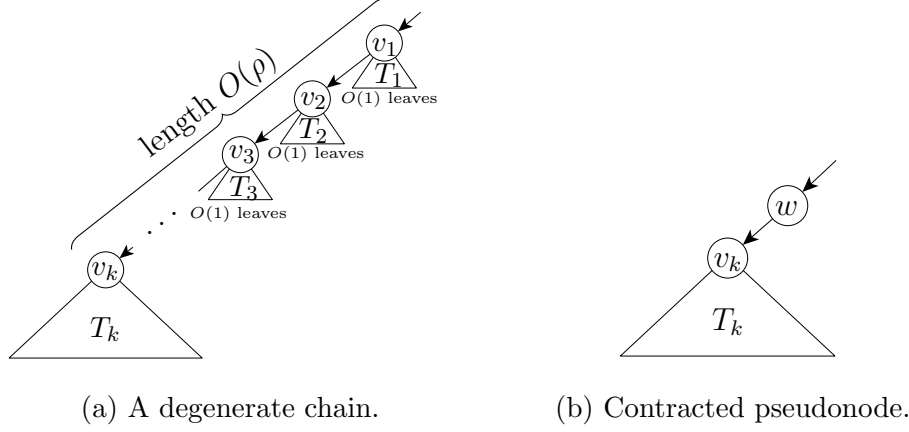 length O(ρ)
v₁
T₁
O(1) leaves
v₂
T₂
O(1) leaves
v₃
T₃
O(1) leaves
⋯
vₖ
Tₖ
(a) A degenerate chain.
w
vₖ
Tₖ
(b) Contracted pseudonode.